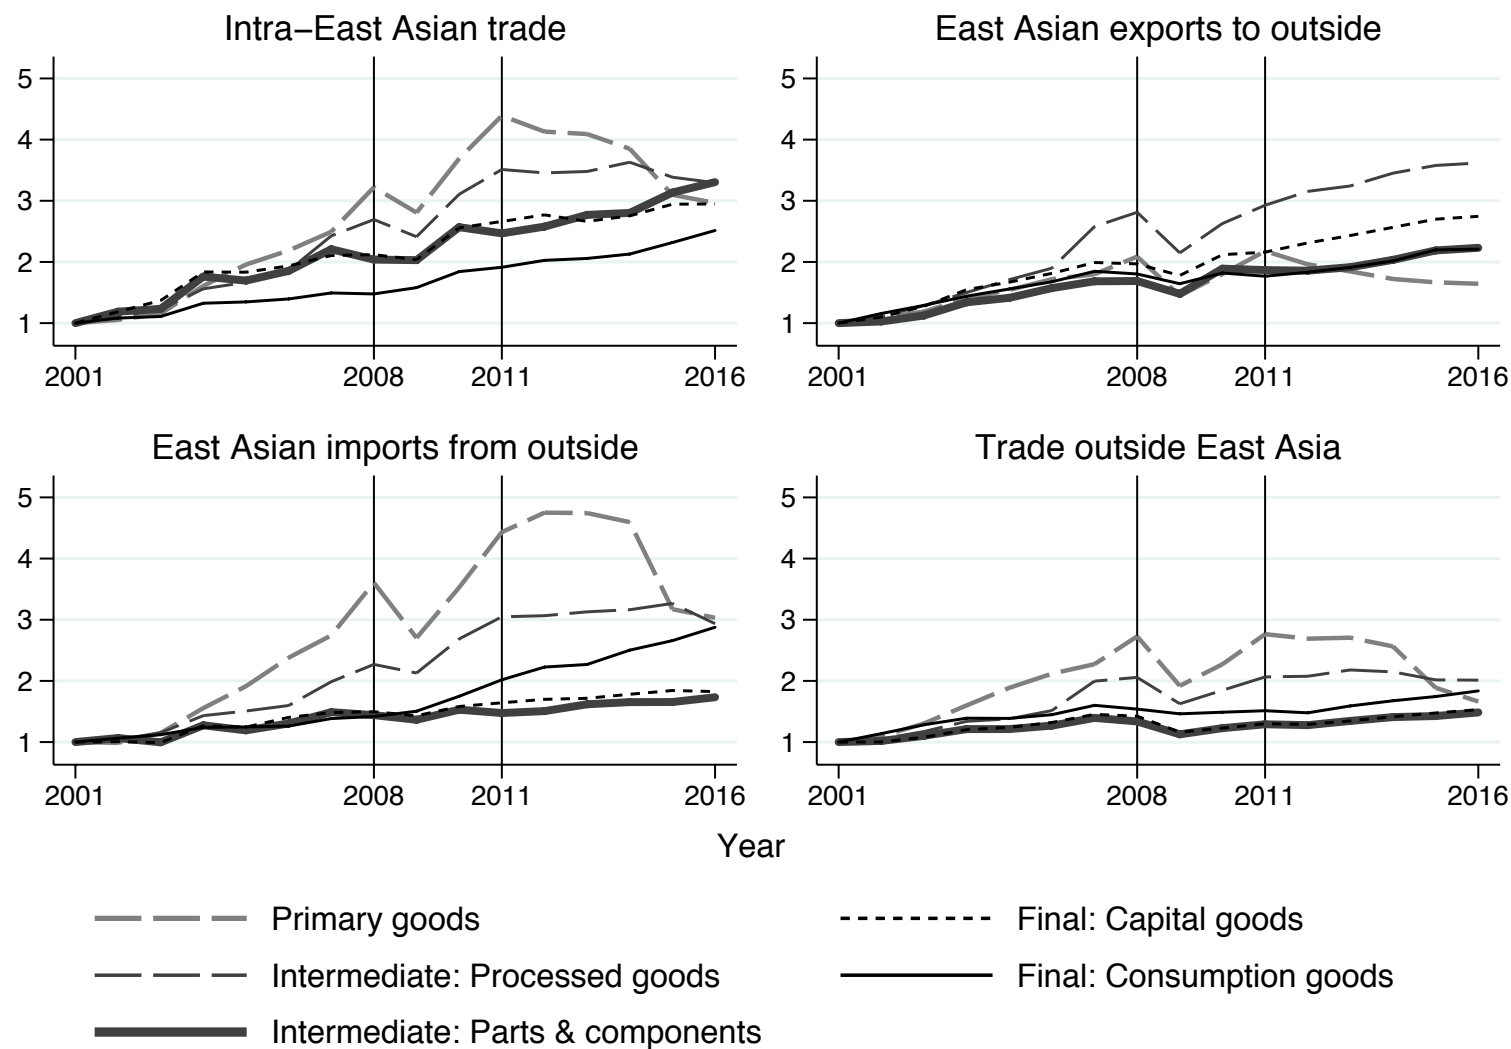 Intra−East Asian trade
East Asian exports to outside
5
4
3
2
1
2001 2008 2011 2016
5
4
3
2
1
2001 2008 2011 2016
East Asian imports from outside
Trade outside East Asia
5
4
3
2
1
2001 2008 2011 2016
5
4
3
2
1
2001 2008 2011 2016
Year
Primary goods
Final: Capital goods
Intermediate: Processed goods
Final: Consumption goods
Intermediate: Parts & components